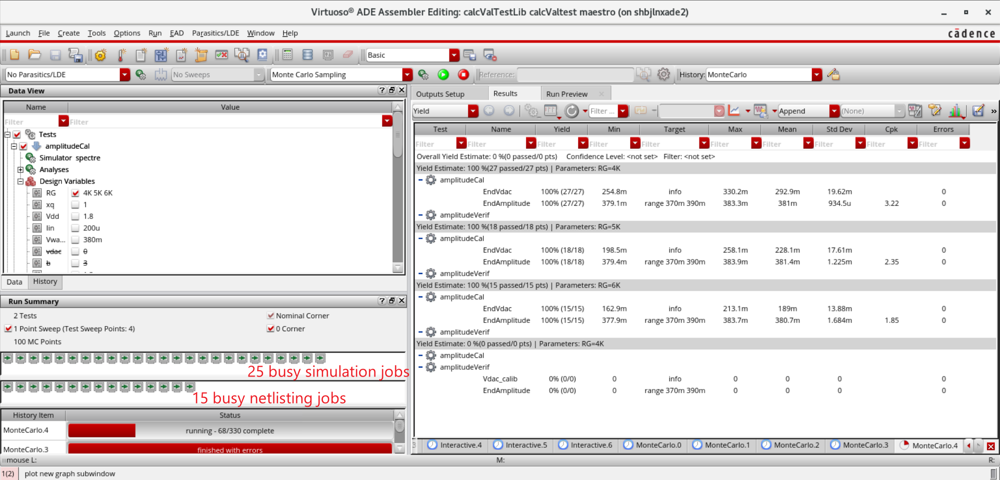 Virtuoso® ADE Assembler Editing: calcValTestLib calcValtest maestro (on shbjlnxade2)
Launch File Create Tools Options Run EAD Parasitics/LDE Window Help
cādence
Basic
No Parasitics/LDE No Sweeps Monte Carlo Sampling Reference: History: MonteCarlo
Data View
Name Value
Filter Filter
Tests
amplitudeCal
Simulator spectre
Analyses
Design Variables
RG 4K 5K 6K
xq 1
Vdd 1.8
Iin 200u
Vwa... 380m
vdac 0
b 3
Data History
Run Summary
2 Tests Nominal Corner
1 Point Sweep (Test Sweep Points: 4) 0 Corner
100 MC Points
25 busy simulation jobs
15 busy netlisting jobs
History Item Status
MonteCarlo.4 running - 68/330 complete
MonteCarlo.3 finished with errors
Outputs Setup Results Run Preview
Yield Filter ... Append (None) »
Test Name Yield Min Target Max Mean Std Dev Cpk Errors
Filter Filter Filter Filter Filter Filter Filter Filter Filter Filter
Overall Yield Estimate: 0 %(0 passed/0 pts) Confidence Level: <not set> Filter: <not set>
Yield Estimate: 100 %(27 passed/27 pts) | Parameters: RG=4K
amplitudeCal
EndVdac 100% (27/27) 254.8m info 330.2m 292.9m 19.62m 0
EndAmplitude 100% (27/27) 379.1m range 370m 390m 383.3m 381m 934.5u 3.22 0
amplitudeVerif
Yield Estimate: 100 %(18 passed/18 pts) | Parameters: RG=5K
amplitudeCal
EndVdac 100% (18/18) 198.5m info 258.1m 228.1m 17.61m 0
EndAmplitude 100% (18/18) 379.4m range 370m 390m 383.9m 381.4m 1.225m 2.35 0
amplitudeVerif
Yield Estimate: 100 %(15 passed/15 pts) | Parameters: RG=6K
amplitudeCal
EndVdac 100% (15/15) 162.9m info 213.1m 189m 13.88m 0
EndAmplitude 100% (15/15) 377.9m range 370m 390m 383.7m 380.7m 1.684m 1.85 0
amplitudeVerif
Yield Estimate: 0 %(0 passed/0 pts) | Parameters: RG=4K
amplitudeCal
amplitudeVerif
Vdac_calib 0% (0/0) 0 info 0 0 0 0
EndAmplitude 0% (0/0) 0 range 370m 390m 0 0 0 0
3 Interactive.4 Interactive.5 Interactive.6 MonteCarlo.0 MonteCarlo.1 MonteCarlo.2 MonteCarlo.3 MonteCarlo.4
mouse L: M: R:
1(2) plot new graph subwindow